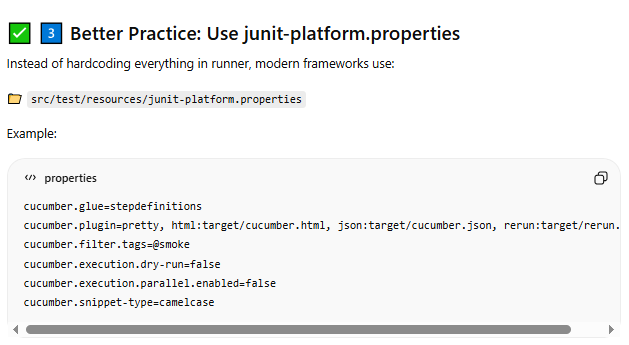 ✅ 3️⃣ Better Practice: Use junit-platform.properties
Instead of hardcoding everything in runner, modern frameworks use:
📁 src/test/resources/junit-platform.properties
Example:
</> properties
cucumber.glue=stepdefinitions
cucumber.plugin=pretty, html:target/cucumber.html, json:target/cucumber.json, rerun:target/rerun.
cucumber.filter.tags=@smoke
cucumber.execution.dry-run=false
cucumber.execution.parallel.enabled=false
cucumber.snippet-type=camelcase